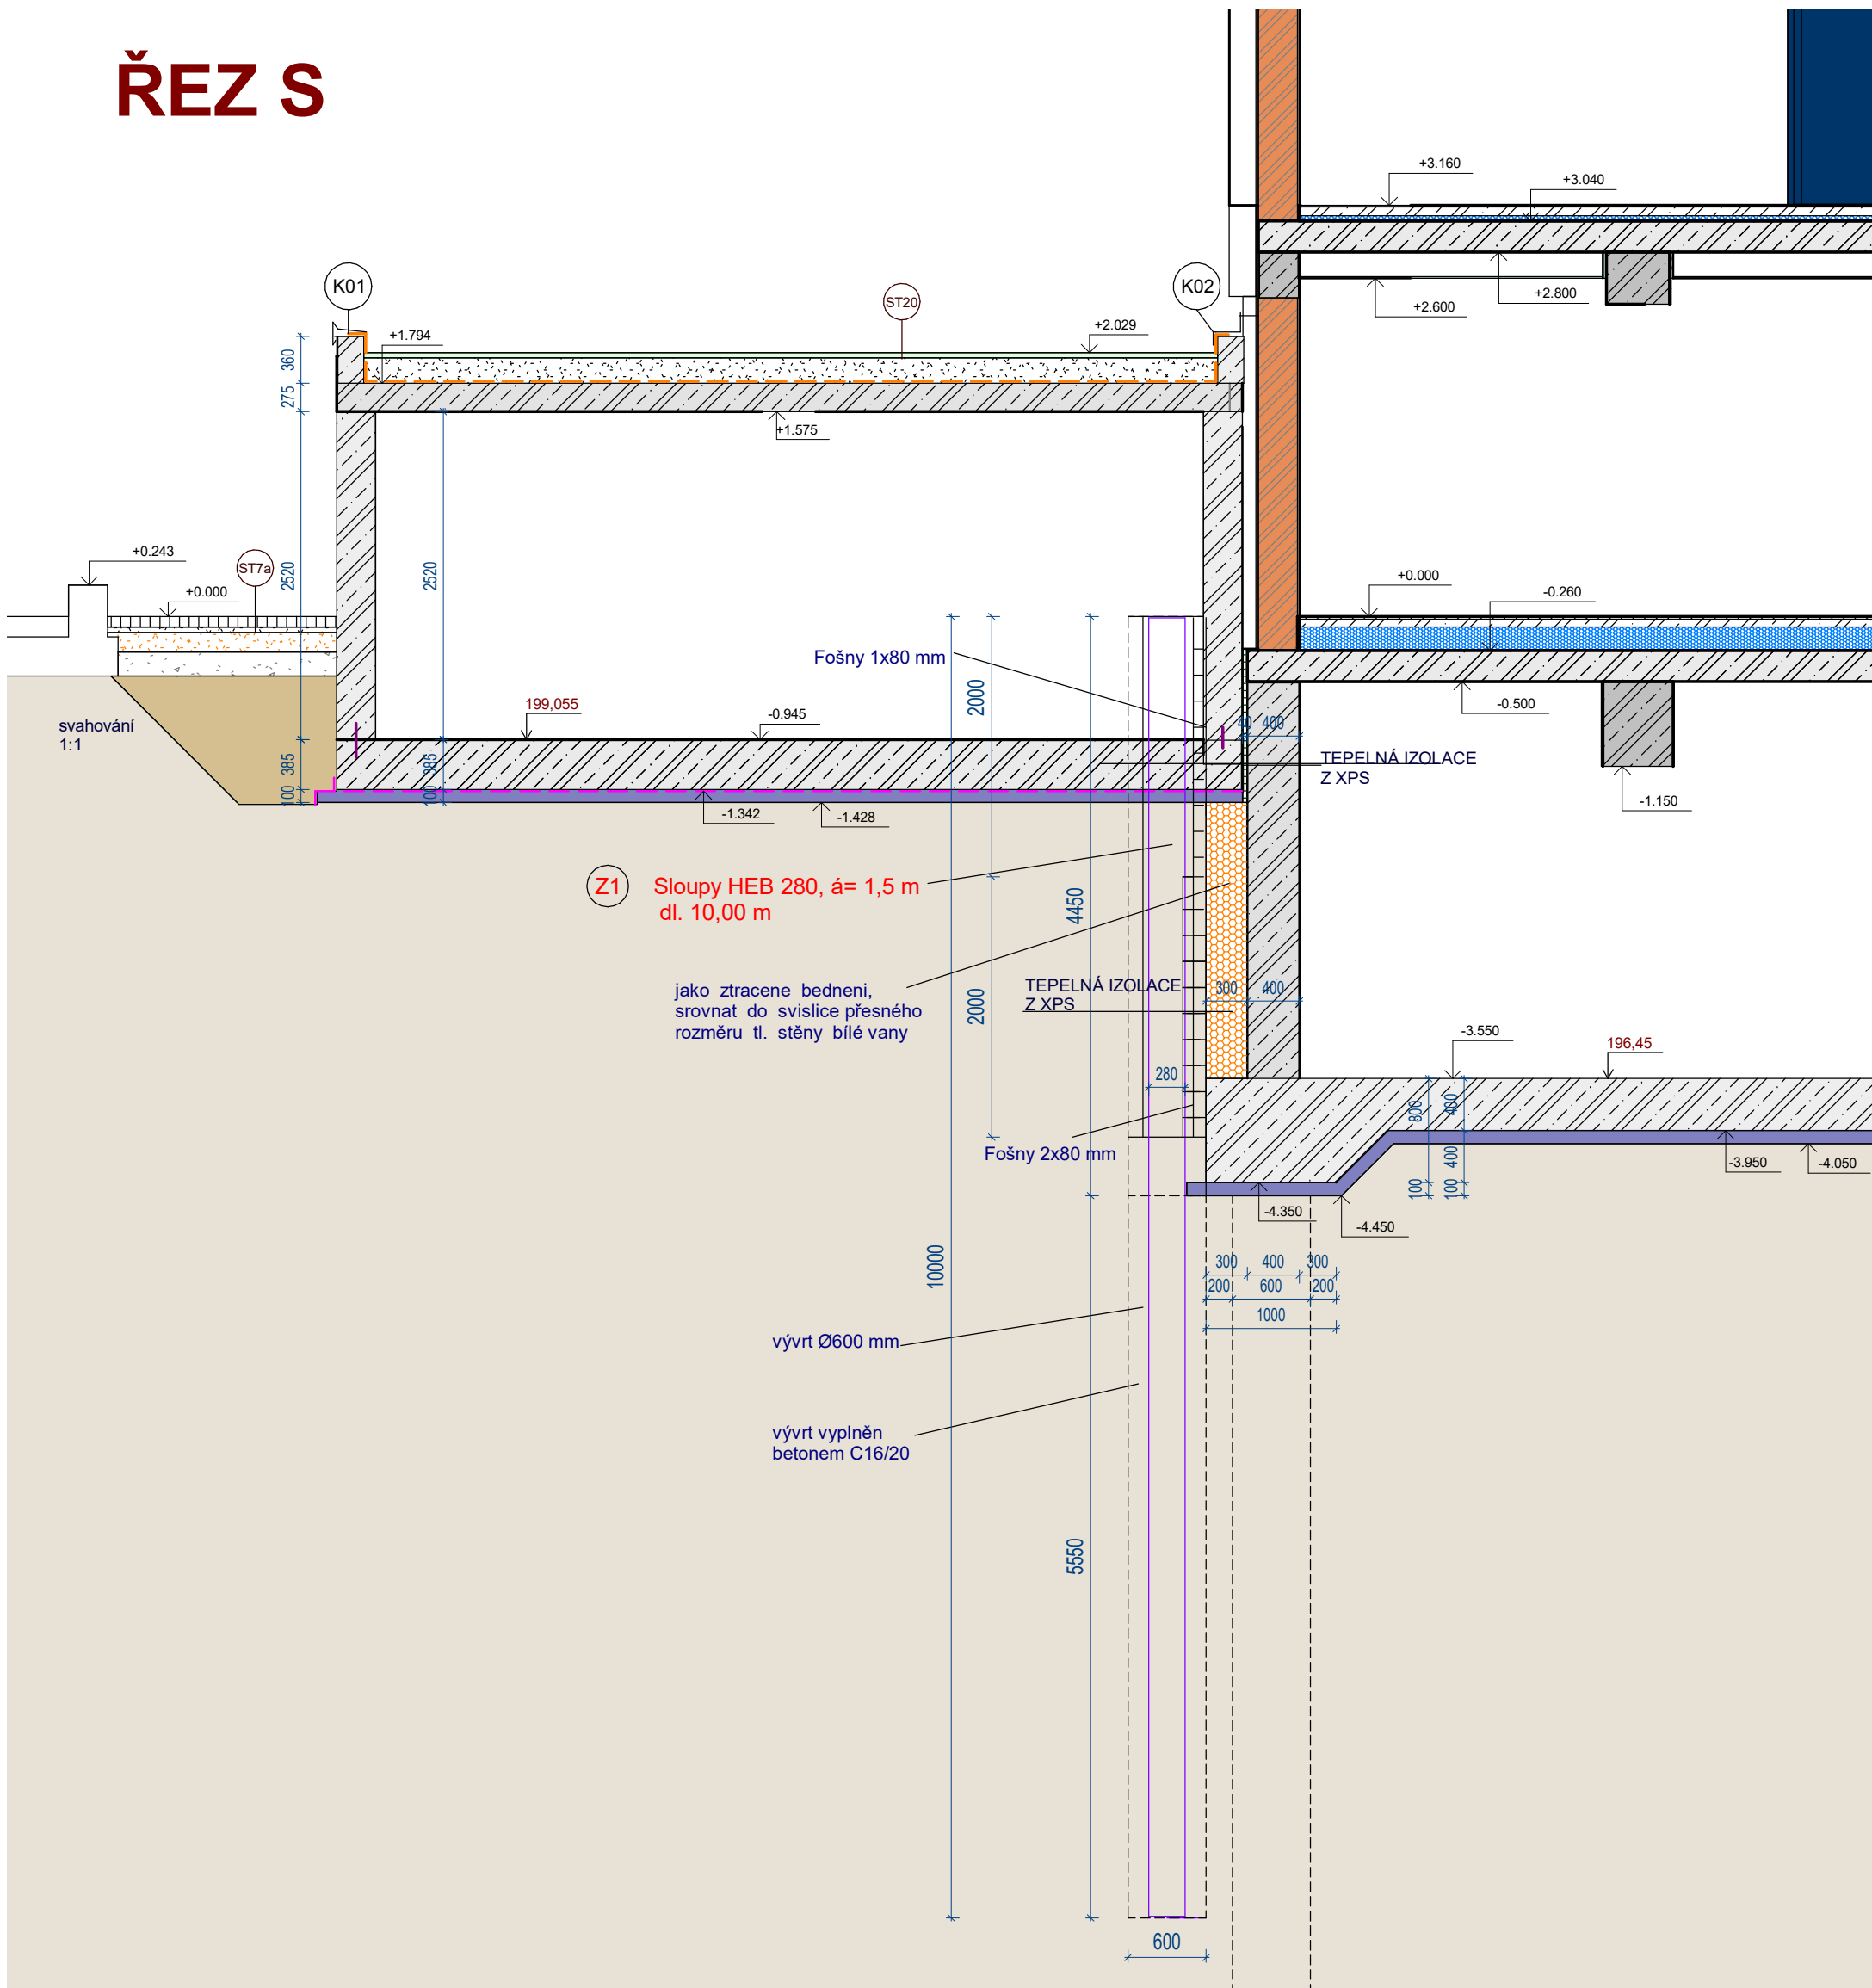 ŘEZ S
+3.160
+3.040
K01
ST20
K02
+2.800
+2.600
+1.794
+2.029
360
275
+1.575
+0.243
ST7a
+0.000
2520
2520
+0.000
-0.260
Fošny 1x80 mm
2000
199,055
-0.945
-0.500
svahování
1:1
40
400
TEPELNÁ IZOLACE
Z XPS
385
385
100
100
-1.150
-1.342
-1.428
Z1
Sloupy HEB 280, á= 1,5 m
dl. 10,00 m
4450
jako ztracene bedneni,
srovnat do svislice přesného
rozměru tl. stěny bílé vany
2000
TEPELNÁ IZOLACE
Z XPS
300
400
-3.550
196,45
280
800
400
Fošny 2x80 mm
400
-3.950
-4.050
100
100
-4.350
-4.450
10000
300
400
300
200
600
200
1000
vývrt Ø600 mm
vývrt vyplněn
betonem C16/20
5550
600